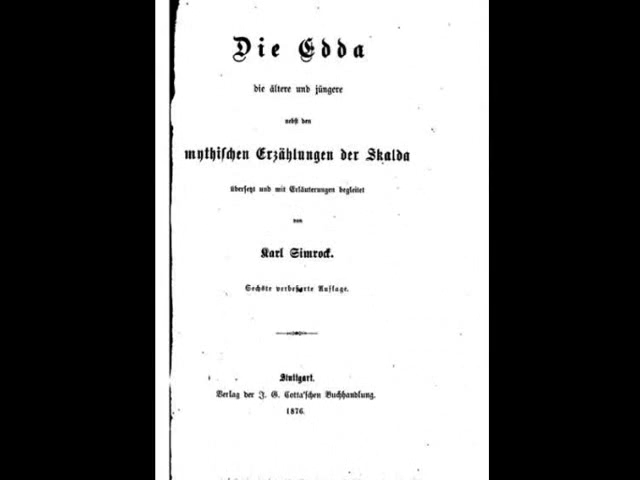 Die Edda
die ältere und jüngere
nebst den
mythischen Erzählungen der Skalda
übersetzt und mit Erläuterungen begleitet
von
Karl Simrock.
Sechste verbesserte Auflage.
Stuttgart.
Verlag der J. G. Cotta'schen Buchhandlung.
1876.